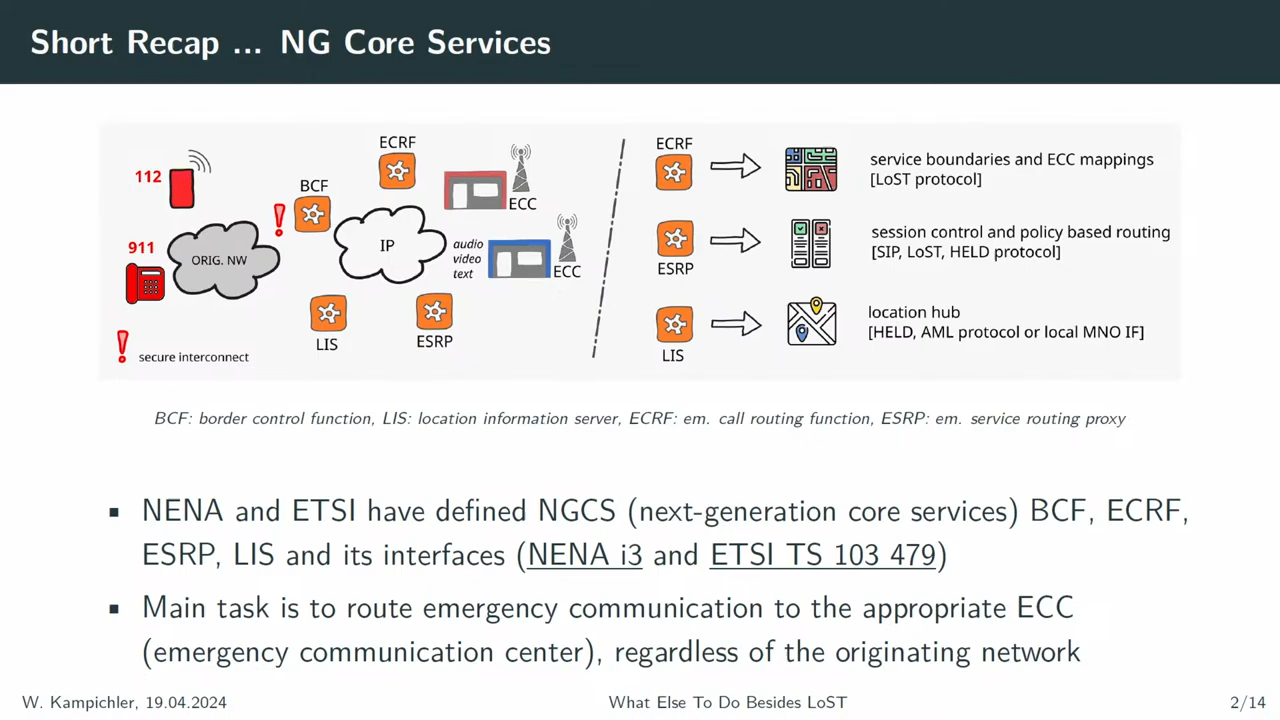 Short Recap ... NG Core Services
112
911
ORIG. NW
secure interconnect
BCF
ECRF
IP
LIS
ESRP
audio
video
text
ECC
ECC
ECRF
service boundaries and ECC mappings
[LoST protocol]
ESRP
session control and policy based routing
[SIP, LoST, HELD protocol]
LIS
location hub
[HELD, AML protocol or local MNO IF]
BCF: border control function, LIS: location information server, ECRF: em. call routing function, ESRP: em. service routing proxy
▪ NENA and ETSI have defined NGCS (next-generation core services) BCF, ECRF,
ESRP, LIS and its interfaces (NENA i3 and ETSI TS 103 479)
▪ Main task is to route emergency communication to the appropriate ECC
(emergency communication center), regardless of the originating network
W. Kampichler, 19.04.2024
What Else To Do Besides LoST
2/14